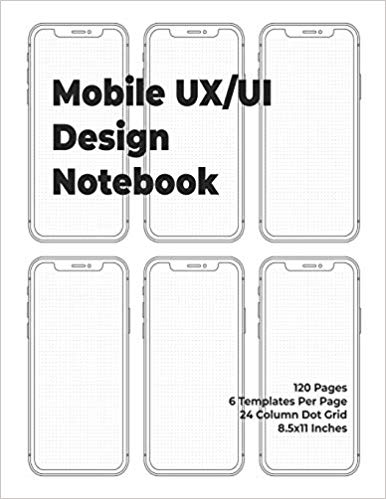 Mobile UX/UI
Design
Notebook
120 Pages
6 Templates Per Page
24 Column Dot Grid
8.5x11 Inches